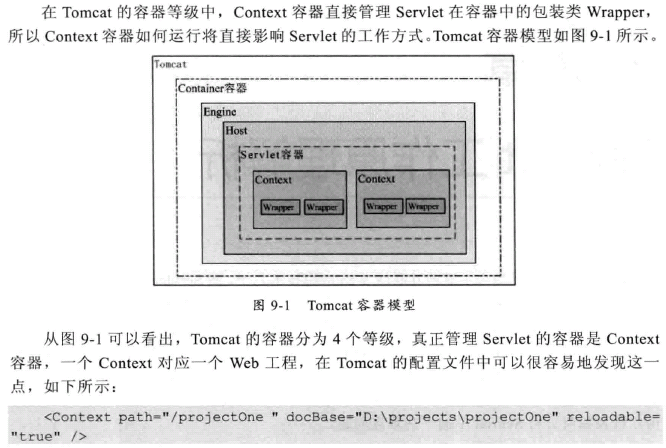 在 Tomcat 的容器等级中，Context 容器直接管理 Servlet 在容器中的包装类 Wrapper，
所以 Context 容器如何运行将直接影响 Servlet 的工作方式。Tomcat 容器模型如图 9-1 所示。
Tomcat
Container容器
Engine
Host
Servlet容器
Context
Context
Wrapper
Wrapper
Wrapper
Wrapper
图 9-1 Tomcat 容器模型
从图 9-1 可以看出，Tomcat 的容器分为 4 个等级，真正管理 Servlet 的容器是 Context
容器，一个 Context 对应一个 Web 工程，在 Tomcat 的配置文件中可以很容易地发现这一
点，如下所示：
<Context path="/projectOne " docBase="D:\projects\projectOne" reloadable=
"true" />